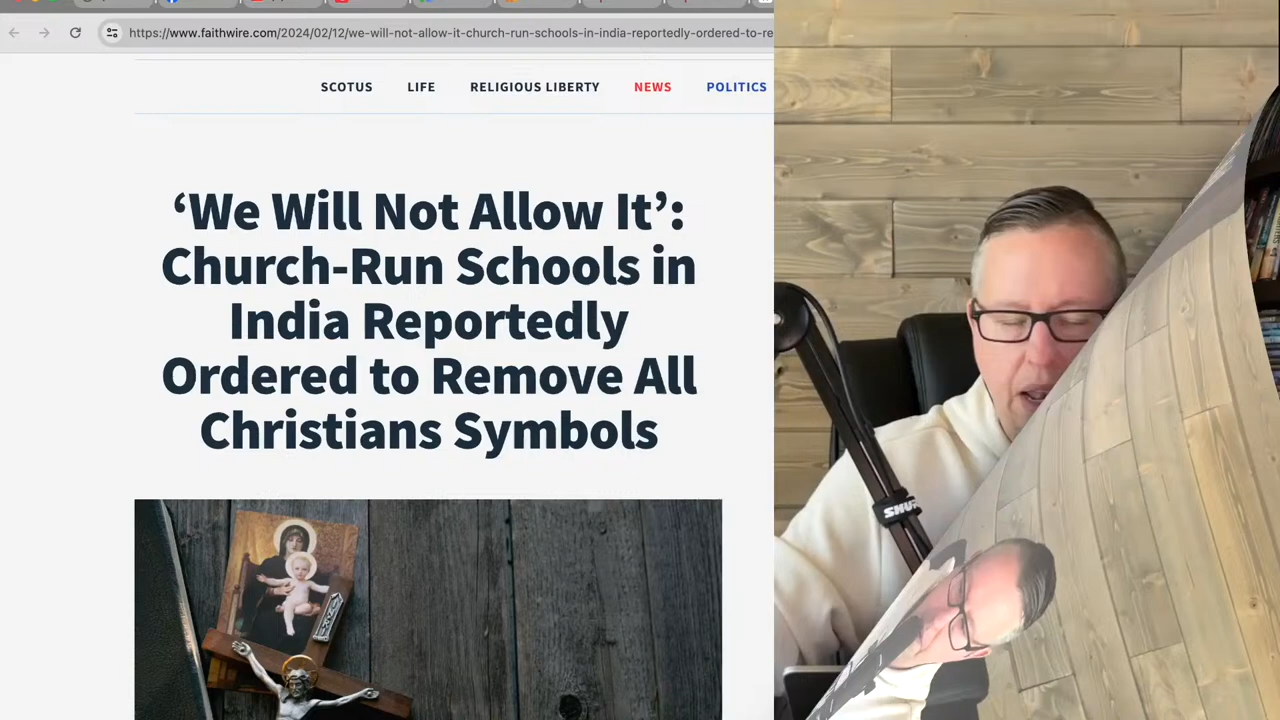 https://www.faithwire.com/2024/02/12/we-will-not-allow-it-church-run-schools-in-india-reportedly-ordered-to-re
SCOTUS LIFE RELIGIOUS LIBERTY NEWS POLITICS
‘We Will Not Allow It’:
Church-Run Schools in
India Reportedly
Ordered to Remove All
Christians Symbols
INRI